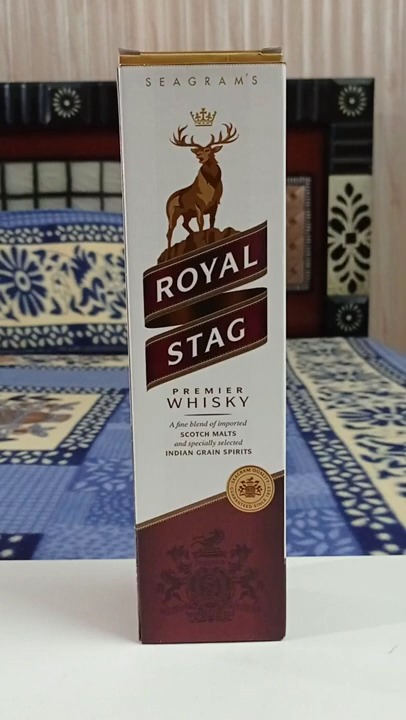 SEAGRAM'S
ROYAL
STAG
PREMIER
WHISKY
A fine blend of imported
SCOTCH MALTS
and specially selected
INDIAN GRAIN SPIRITS